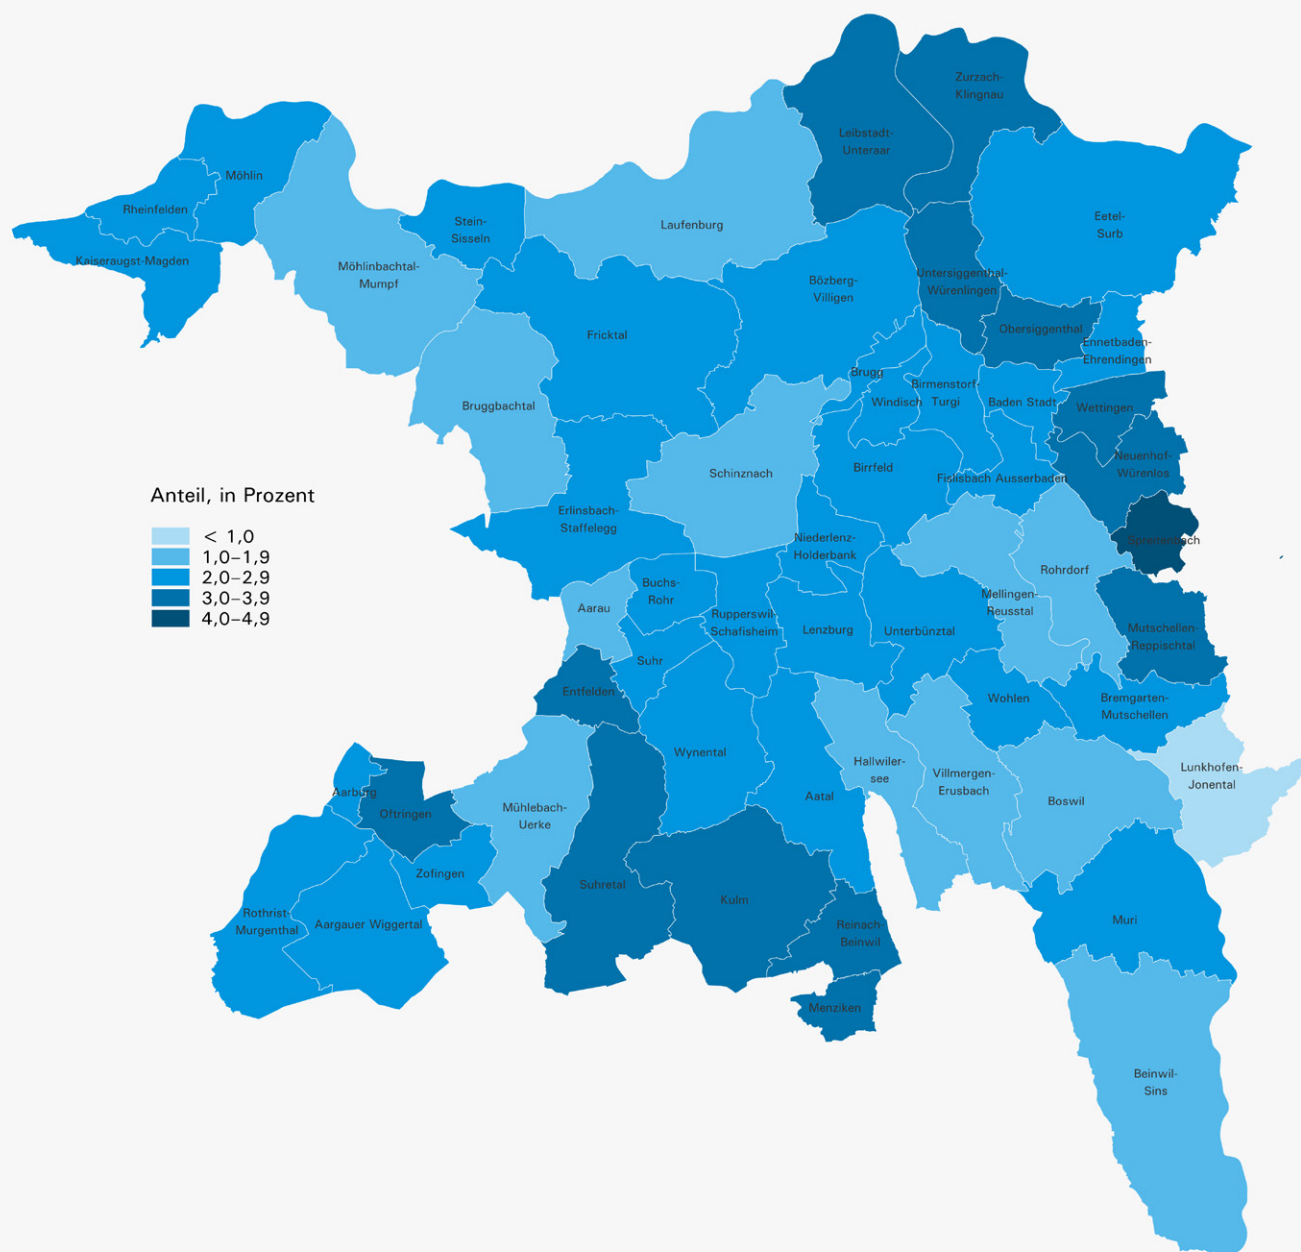 Zurzach-
Klingnau
Leibstadt-
Unteraar
Möhlin
Rheinfelden
Stein-
Sisseln
Laufenburg
Eetel-
Surb
Kaiseraugst-Magden
Möhlinbachtal-
Mumpf
Bözberg-
Villigen
Untersiggenthal-
Würenlingen
Fricktal
Obersiggenthal
Ennetbaden-
Ehrendingen
Brugg
Birmenstorf-
Turgi
Windisch
Baden Stadt
Wettingen
Bruggbachtal
Neuenhof-
Würenlos
Schinznach
Birrfeld
Fislisbach
Ausserbaden
Anteil, in Prozent
< 1,0
1,0–1,9
2,0–2,9
3,0–3,9
4,0–4,9
Erlinsbach-
Staffelegg
Niederlenz-
Holderbank
Spreitenbach
Rohrdorf
Buchs-
Rohr
Aarau
Mellingen-
Reusstal
Rupperswil-
Schafisheim
Lenzburg
Unterbünztal
Mutschellen-
Reppischtal
Suhr
Entfelden
Wohlen
Bremgarten-
Mutschellen
Wynental
Hallwiler-
see
Villmergen-
Erusbach
Lunkhofen-
Jonental
Aarburg
Oftringen
Mühlebach-
Uerke
Aatal
Boswil
Zofingen
Suhretal
Kulm
Rothrist-
Murgenthal
Aargauer Wiggertal
Reinach-
Beinwil
Muri
Menziken
Beinwil-
Sins